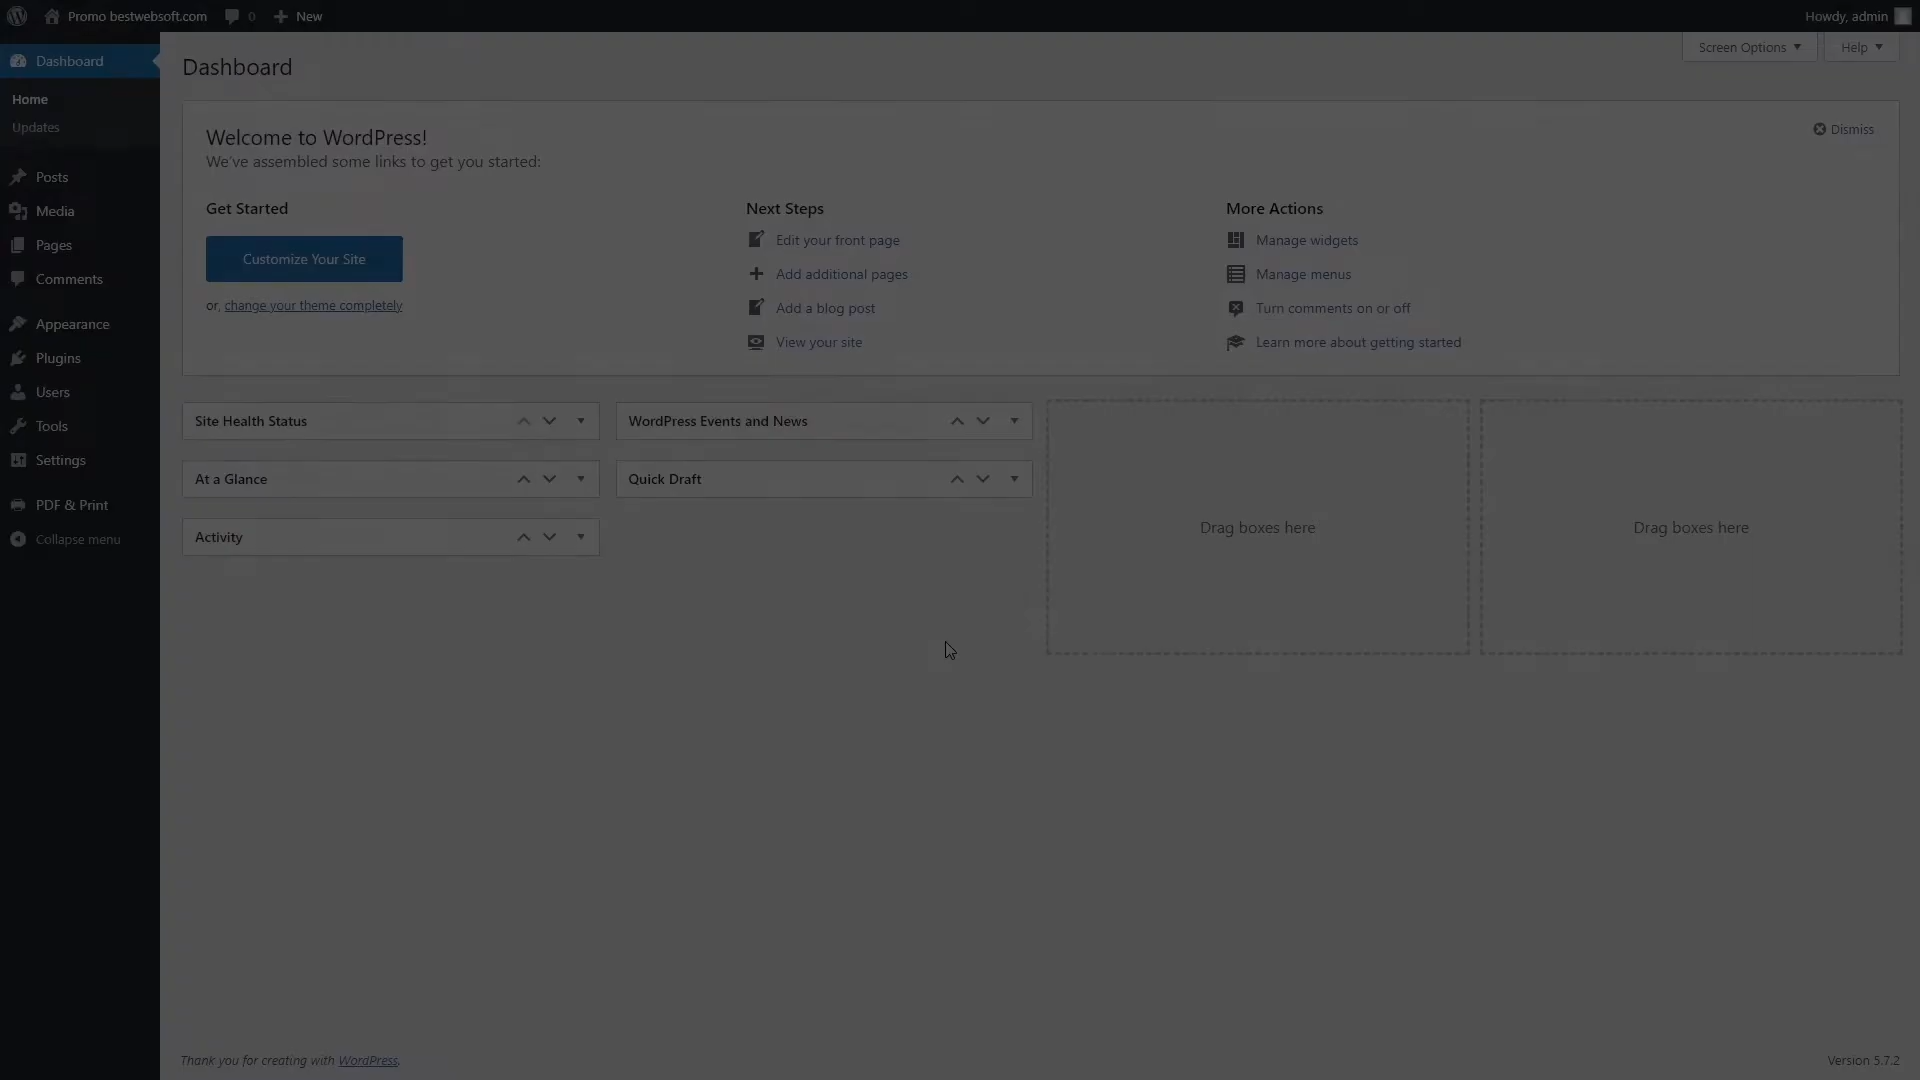 Promo bestwebsoft.com 0 New Howdy, admin
Dashboard
Home
Updates
Posts
Media
Pages
Comments
Appearance
Plugins
Users
Tools
Settings
PDF & Print
Collapse menu
Screen Options Help
Dashboard
Welcome to WordPress!
Dismiss
We've assembled some links to get you started:
Get Started
Customize Your Site
or, change your theme completely
Next Steps
Edit your front page
Add additional pages
Add a blog post
View your site
More Actions
Manage widgets
Manage menus
Turn comments on or off
Learn more about getting started
Site Health Status
At a Glance
Activity
WordPress Events and News
Quick Draft
Drag boxes here
Drag boxes here
Thank you for creating with WordPress.
Version 5.7.2